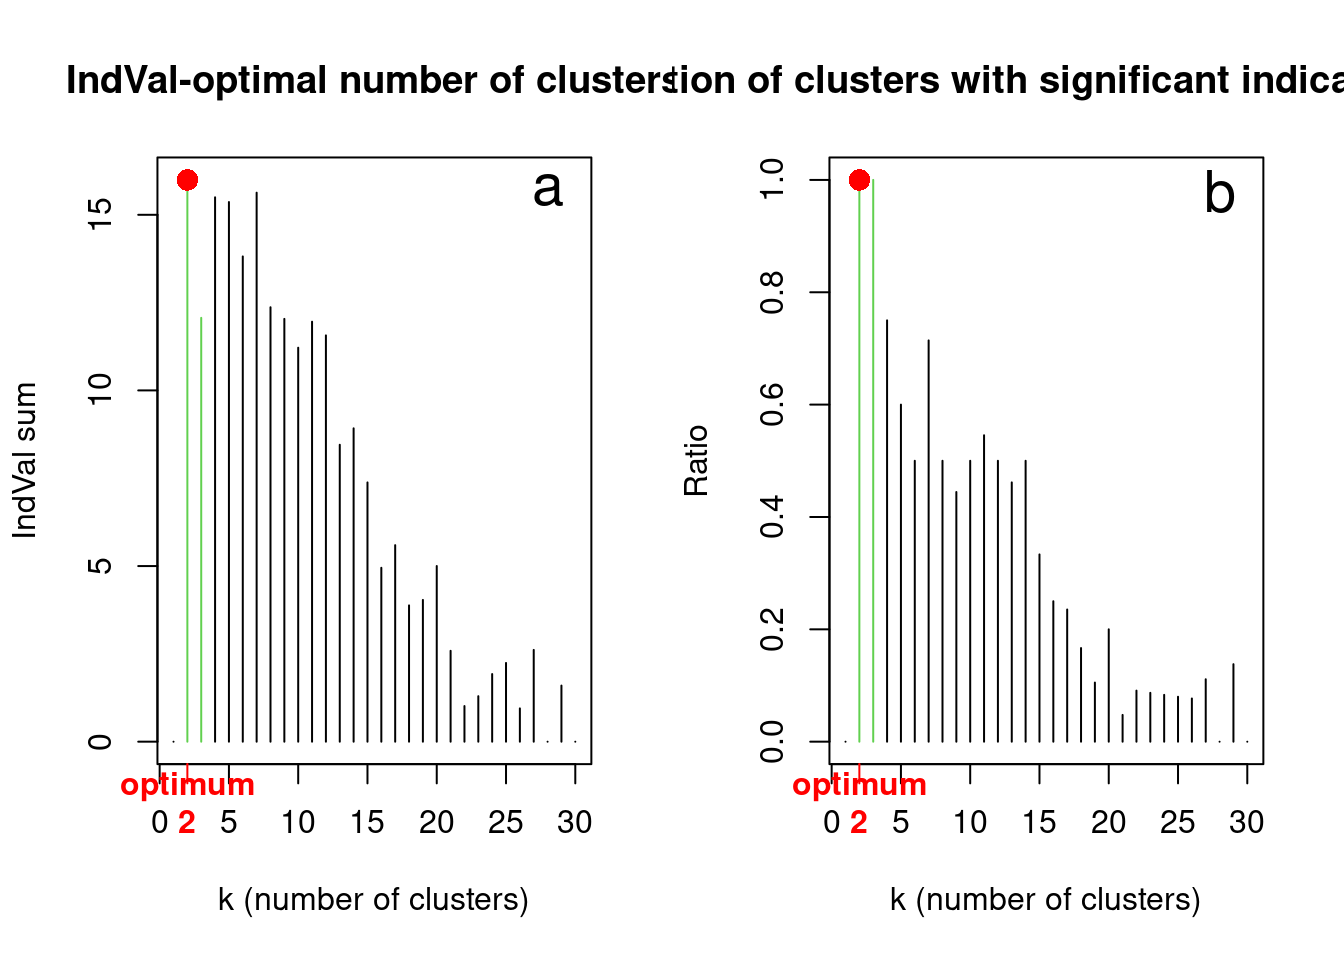 IndVal-optimal number of clusters
tion of clusters with significant indica
a
15
10
5
0
IndVal sum
optimum
0 2 5 10 15 20 25 30
k (number of clusters)
b
1.0
0.8
0.6
0.4
0.2
0.0
Ratio
optimum
0 2 5 10 15 20 25 30
k (number of clusters)